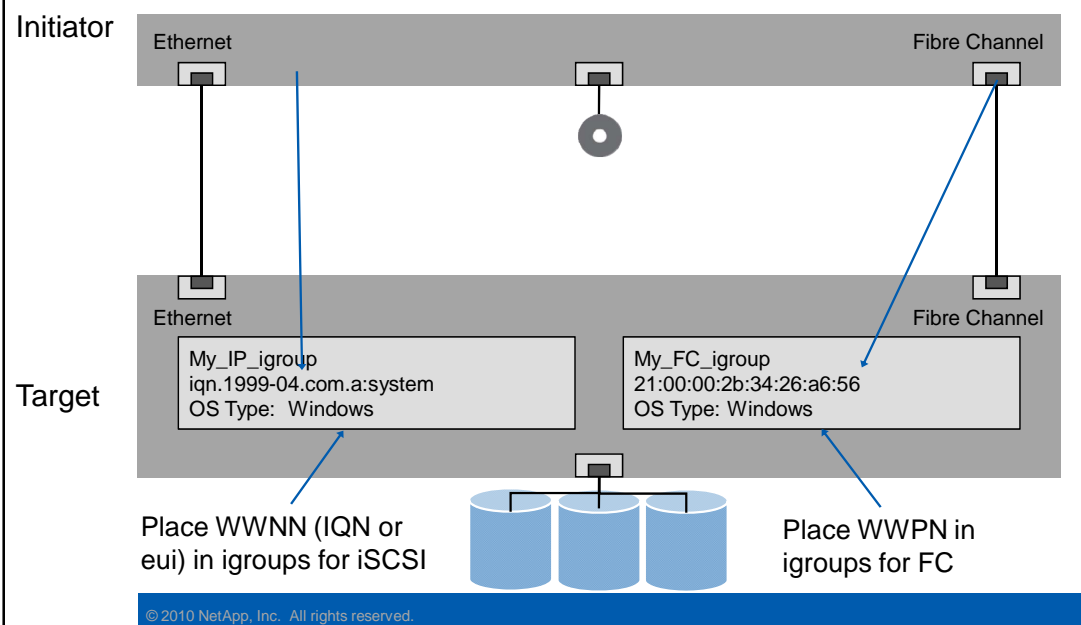 Initiator
Ethernet
Fibre Channel
Ethernet
Fibre Channel
My_IP_igroup
iqn.1999-04.com.a:system
OS Type: Windows
My_FC_igroup
21:00:00:2b:34:26:a6:56
OS Type: Windows
Target
Place WWNN (IQN or
eui) in igroups for iSCSI
Place WWPN in
igroups for FC
© 2010 NetApp, Inc. All rights reserved.